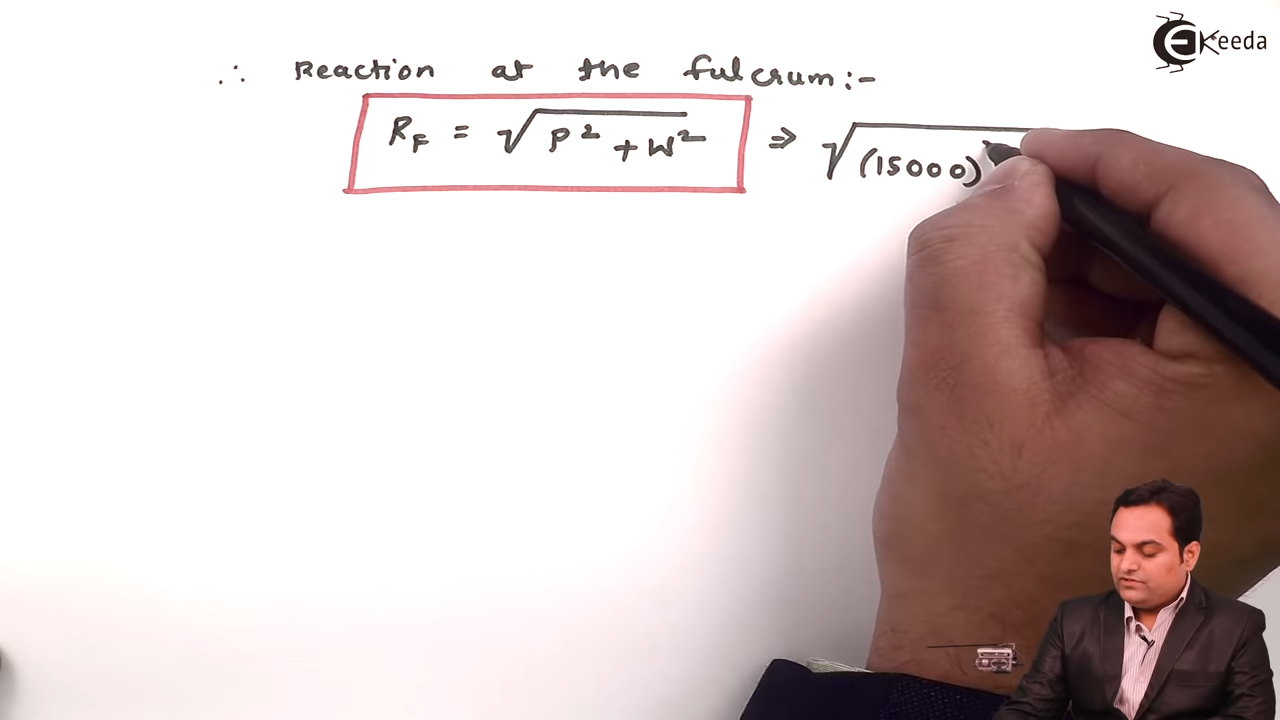 Ekeeda
∴ Reaction at the fulcrum:-
R_F = √P² + W² ⇒ √(15000)